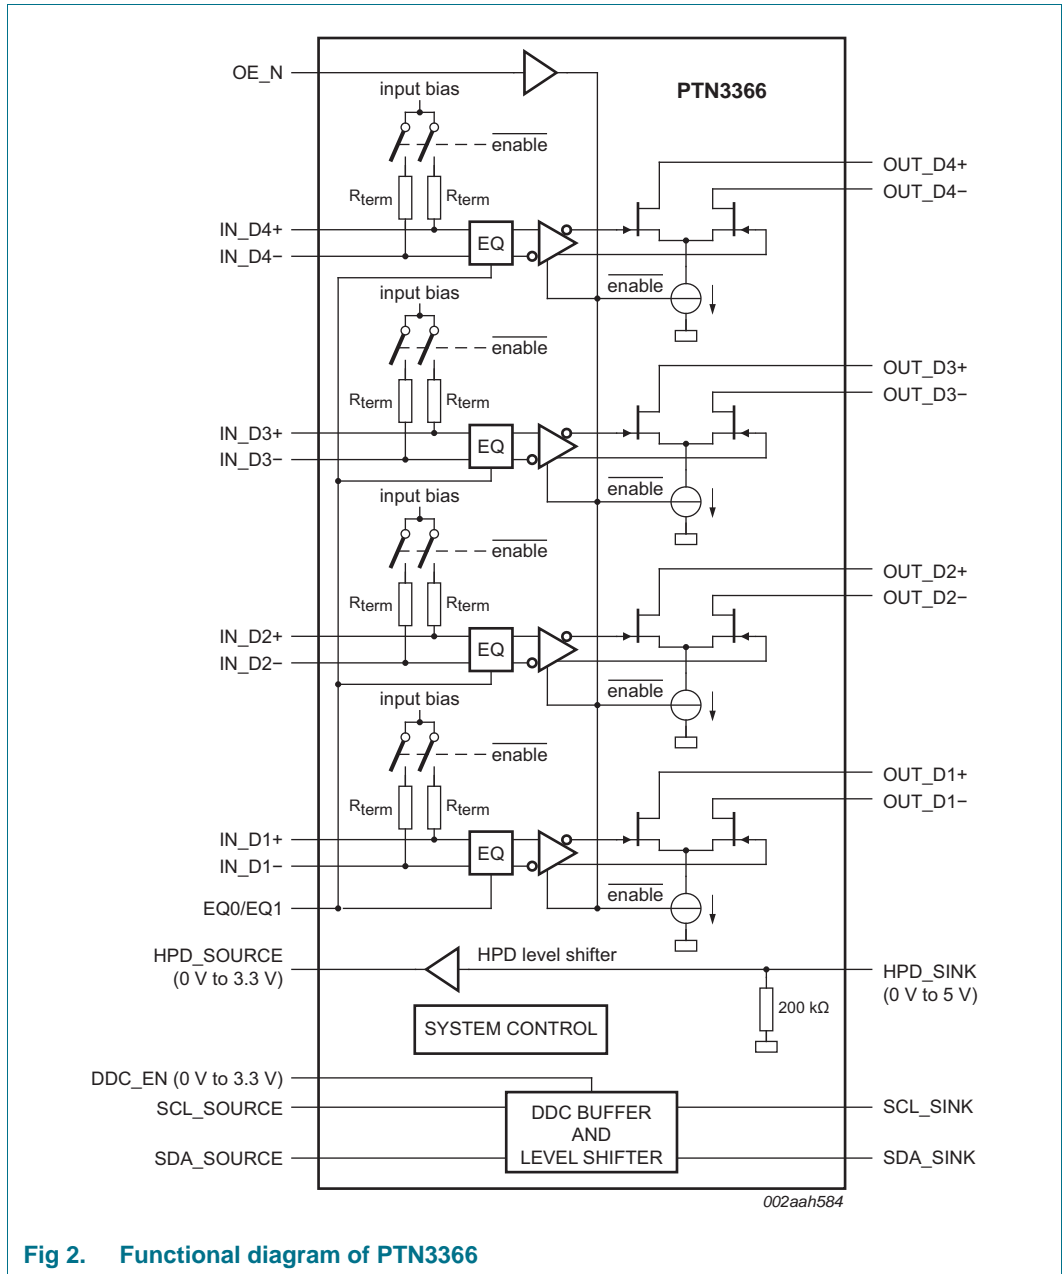 OE_N
PTN3366
input bias
enable
OUT_D4+
OUT_D4−
Rterm Rterm
IN_D4+
IN_D4−
EQ
enable
input bias
enable
OUT_D3+
OUT_D3−
Rterm Rterm
IN_D3+
IN_D3−
EQ
enable
input bias
enable
OUT_D2+
OUT_D2−
Rterm Rterm
IN_D2+
IN_D2−
EQ
enable
input bias
enable
OUT_D1+
OUT_D1−
Rterm Rterm
IN_D1+
IN_D1−
EQ
enable
EQ0/EQ1
HPD_SOURCE
(0 V to 3.3 V)
HPD level shifter
HPD_SINK
(0 V to 5 V)
200 kΩ
SYSTEM CONTROL
DDC_EN (0 V to 3.3 V)
SCL_SOURCE
SDA_SOURCE
DDC BUFFER
AND
LEVEL SHIFTER
SCL_SINK
SDA_SINK
002aah584
Fig 2. Functional diagram of PTN3366